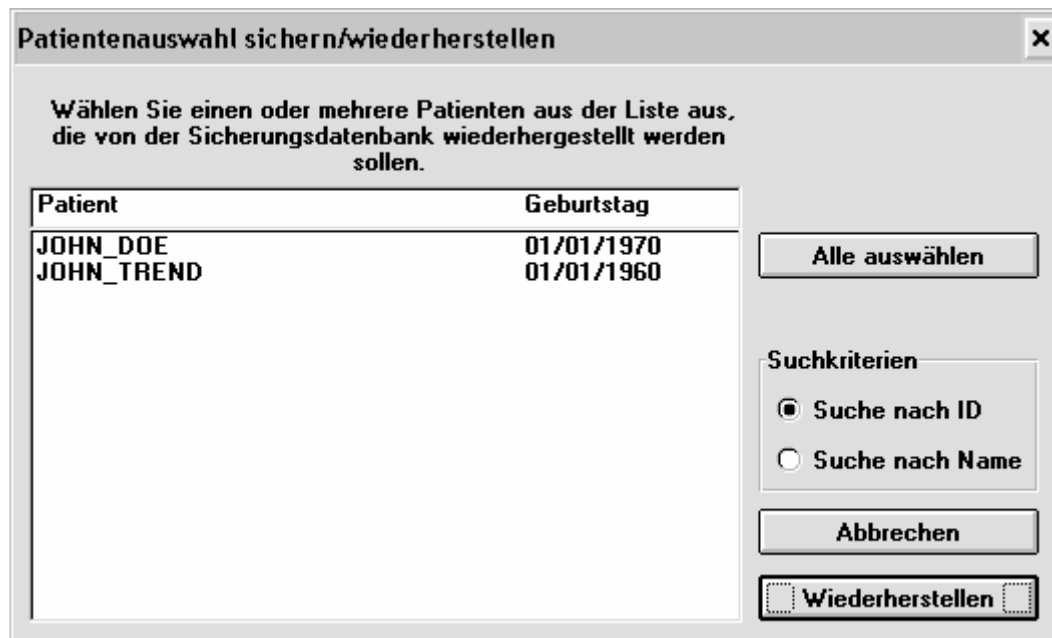 Patientenauswahl sichern/wiederherstellen
Wählen Sie einen oder mehrere Patienten aus der Liste aus,
die von der Sicherungsdatenbank wiederhergestellt werden
sollen.
Patient Geburtstag
JOHN_DOE 01/01/1970
JOHN_TREND 01/01/1960
Alle auswählen
Suchkriterien
Suche nach ID
Suche nach Name
Abbrechen
Wiederherstellen